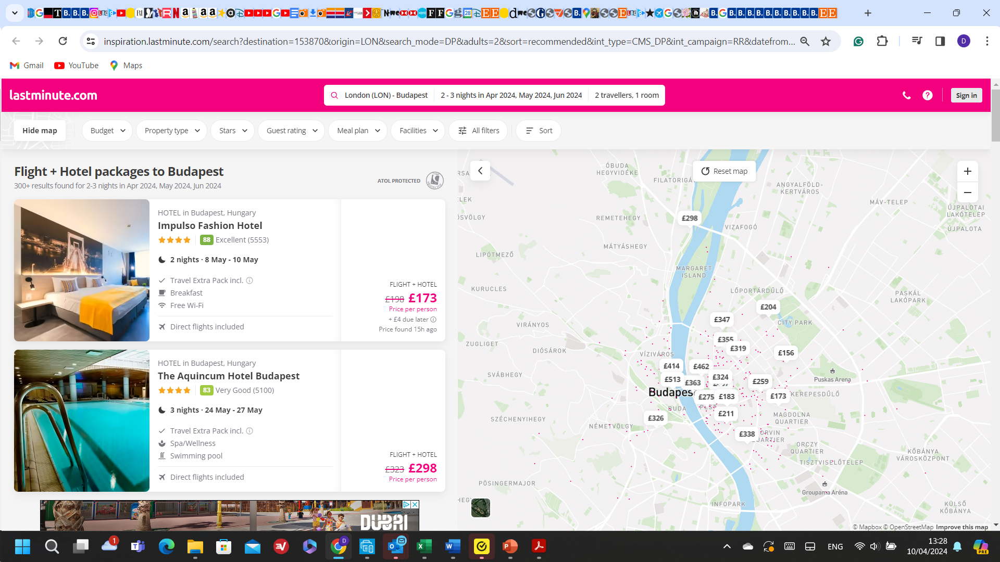 inspiration.lastminute.com/search?destination=153870&origin=LON&search_mode=DP&adults=2&sort=recommended&int_type=CMS_DP&int_campaign=RR&datefrom...
D
Gmail
YouTube
Maps
lastminute.com
London (LON) - Budapest
2 - 3 nights in Apr 2024, May 2024, Jun 2024
2 travellers, 1 room
Sign in
Hide map
Budget
Property type
Stars
Guest rating
Meal plan
Facilities
All filters
Sort
Flight + Hotel packages to Budapest
300+ results found for 2-3 nights in Apr 2024, May 2024, Jun 2024
ATOL PROTECTED
HOTEL in Budapest, Hungary
Impulso Fashion Hotel
88 Excellent (5553)
2 nights · 8 May - 10 May
Travel Extra Pack incl.
Breakfast
Free Wi-Fi
Direct flights included
FLIGHT + HOTEL
£198 £173
Price per person
+ £4 due later
Price found 15h ago
HOTEL in Budapest, Hungary
The Aquincum Hotel Budapest
83 Very Good (5100)
3 nights · 24 May - 27 May
Travel Extra Pack incl.
Spa/Wellness
Swimming pool
Direct flights included
FLIGHT + HOTEL
£323 £298
Price per person
DUBAI
Reset map
ÓBUDA
HEGYVIDÉKE
ANGYALFÖLD-
KERTVÁROS
MÁV-TELEP
ÚJPALOTAI
LAKÓTELEP
ÚJPALOTA
REMETEHEGY
£298
VIZAFOGÓ
MÁTYÁSHEGY
LIPÓTMEZŐ
MARGARET
ISLAND
KURUCLES
LŐPORTÁRDŰLŐ
PASKÁL
LAKÓPARK
£204
£347
CITY PARK
VIRÁNYOS
£355
ZUGLIGET
£319
DIÓSÁROK
VÍZIVÁROS
£156
£414
£462
SVÁBHEGY
£324
£513
£363
£259
Puskas Arena
£275
£183
£173
KEREPESDŰLŐ
BUDA
£211
MAGDOLNA
QUARTER
£326
SZÉCHENYIHEGY
NÉMETVÖLGY
£338
ORCZY
QUARTER
KŐBÁNYA
VÁROSKÖZPONT
TISZTVISELŐTELEP
PÖSINGERMAJOR
Groupama Aréna
INFOPARK
KÜLSŐ
KŐBÁNYA
© Mapbox © OpenStreetMap Improve this map
1
ENG
13:28
10/04/2024
PRE